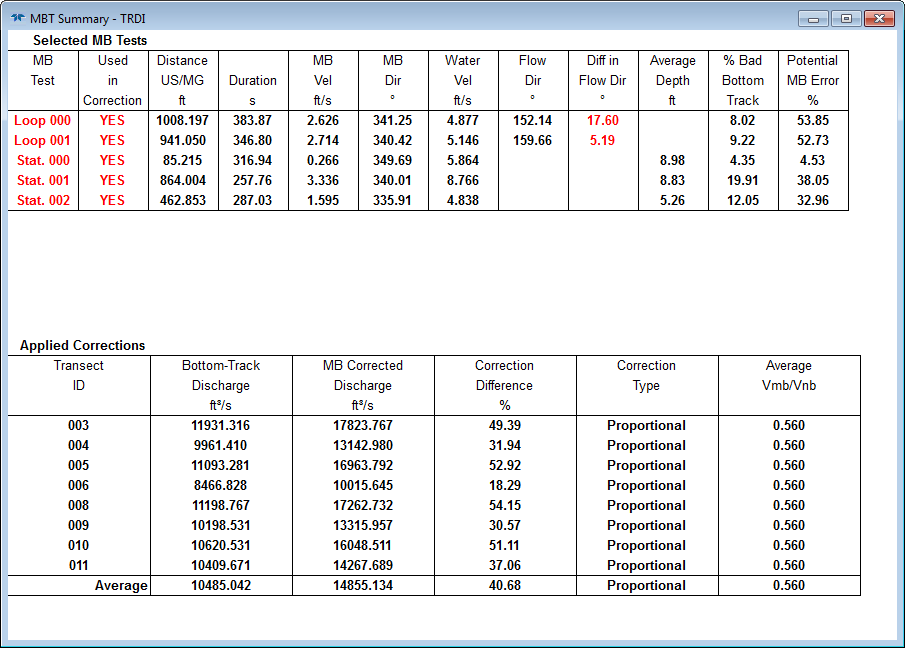 MBT Summary - TRDI
Selected MB Tests
MB Used Distance MB MB Water Flow Diff in Average % Bad Potential
Test in US/MG Duration Vel Dir Vel Dir Flow Dir Depth Bottom MB Error
Correction ft s ft/s ° ft/s ° ° ft Track %
Loop 000 YES 1008.197 383.87 2.626 341.25 4.877 152.14 17.60 8.02 53.85
Loop 001 YES 941.050 346.80 2.714 340.42 5.146 159.66 5.19 9.22 52.73
Stat. 000 YES 85.215 316.94 0.266 349.69 5.864 8.98 4.35 4.53
Stat. 001 YES 864.004 257.76 3.336 340.01 8.766 8.83 19.91 38.05
Stat. 002 YES 462.853 287.03 1.595 335.91 4.838 5.26 12.05 32.96
Applied Corrections
Transect Bottom-Track MB Corrected Correction Correction Average
ID Discharge Discharge Difference Type Vmb/Vnb
ft³/s ft³/s %
003 11931.316 17823.767 49.39 Proportional 0.560
004 9961.410 13142.980 31.94 Proportional 0.560
005 11093.281 16963.792 52.92 Proportional 0.560
006 8466.828 10015.645 18.29 Proportional 0.560
008 11198.767 17262.732 54.15 Proportional 0.560
009 10198.531 13315.957 30.57 Proportional 0.560
010 10620.531 16048.511 51.11 Proportional 0.560
011 10409.671 14267.689 37.06 Proportional 0.560
Average 10485.042 14855.134 40.68 Proportional 0.560